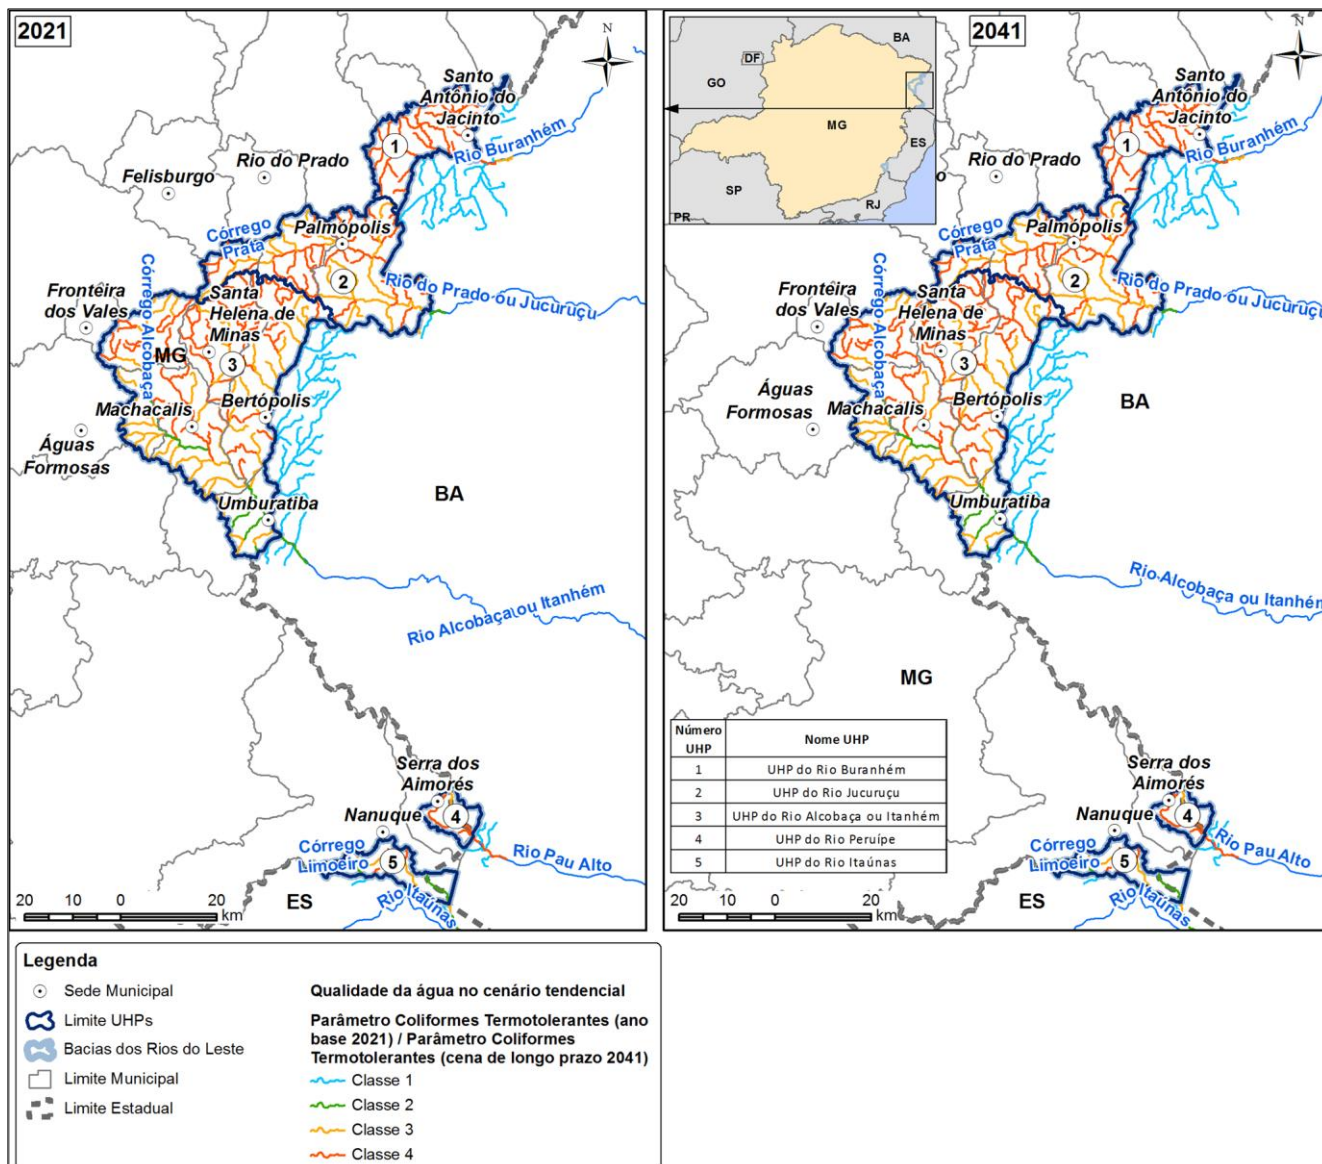 2021
N
Santo
Antônio do
Jacinto
1
Rio Buranhém
Rio do Prado
Felisburgo
Palmópolis
Córrego
Prata
2
Rio do Prado ou Jucuruçu
Córrego Alcobaça
Frontêira
dos Vales
Santa
Helena de
Minas
MG
3
Machacalis
Bertópolis
Águas
Formosas
BA
Umburatiba
Rio Alcobaça ou Itanhém
Serra dos
Aimorés
Nanuque
4
Córrego
Limoeiro
5
Rio Pau Alto
ES
Rio Itaúnas
20 10 0 20
km
2041
N
BA
DF
GO
MG
ES
SP
RJ
PR
Santo
Antônio do
Jacinto
1
Rio Buranhém
o
Rio do Prado
Palmópolis
Córrego
Prata
2
Rio do Prado ou Jucuruçu
Córrego Alcobaça
Frontêira
dos Vales
Santa
Helena de
Minas
3
Águas
Formosas
Machacalis
Bertópolis
BA
Umburatiba
Rio Alcobaça ou Itanhém
MG
Número UHP Nome UHP
1 UHP do Rio Buranhém
2 UHP do Rio Jucuruçu
3 UHP do Rio Alcobaça ou Itanhém
4 UHP do Rio Peruípe
5 UHP do Rio Itaúnas
Serra dos
Aimorés
Nanuque
4
Córrego
Limoeiro
5
Rio Pau Alto
ES
Rio Itaúnas
20 10 0 20
km
Legenda
Sede Municipal
Limite UHPs
Bacias dos Rios do Leste
Limite Municipal
Limite Estadual
Qualidade da água no cenário tendencial
Parâmetro Coliformes Termotolerantes (ano
base 2021) / Parâmetro Coliformes
Termotolerantes (cena de longo prazo 2041)
Classe 1
Classe 2
Classe 3
Classe 4